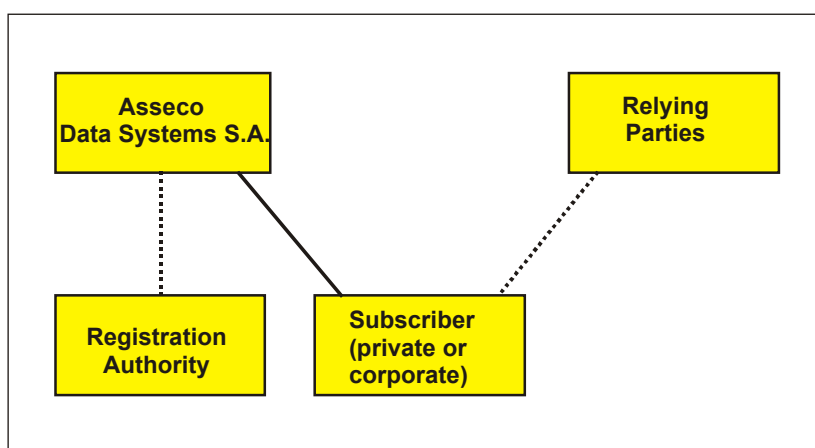 Asseco
Data Systems S.A.
Relying
Parties
Registration
Authority
Subscriber
(private or
corporate)